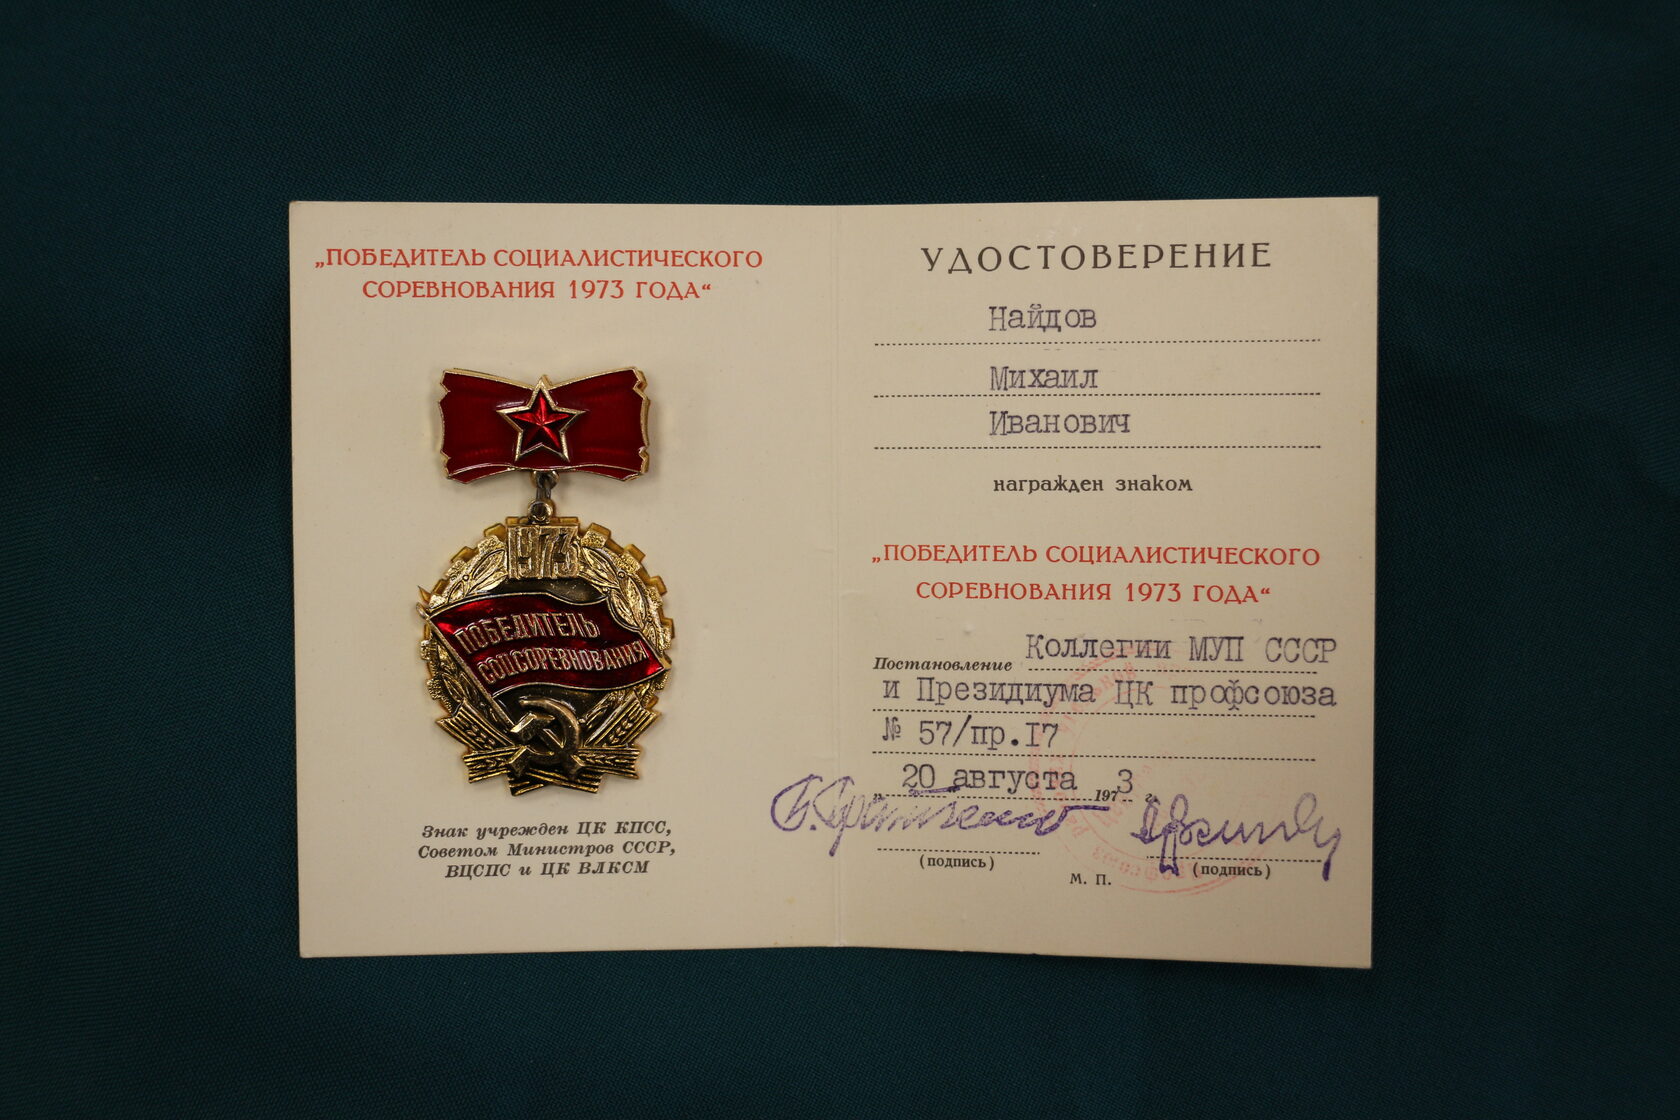 „ПОБЕДИТЕЛЬ СОЦИАЛИСТИЧЕСКОГО
СОРЕВНОВАНИЯ 1973 ГОДА“
1973
ПОБЕДИТЕЛЬ
СОЦСОРЕВНОВАНИЯ
Знак учрежден ЦК КПСС,
Советом Министров СССР,
ВЦСПС и ЦК ВЛКСМ
УДОСТОВЕРЕНИЕ
Найдов
Михаил
Иванович
награжден знаком
„ПОБЕДИТЕЛЬ СОЦИАЛИСТИЧЕСКОГО
СОРЕВНОВАНИЯ 1973 ГОДА“
Постановление Коллегии МУП СССР
и Президиума ЦК профсоюза
№ 57/пр.I7
„ 20 августа 1973 г.
(подпись) (подпись)
М. П.